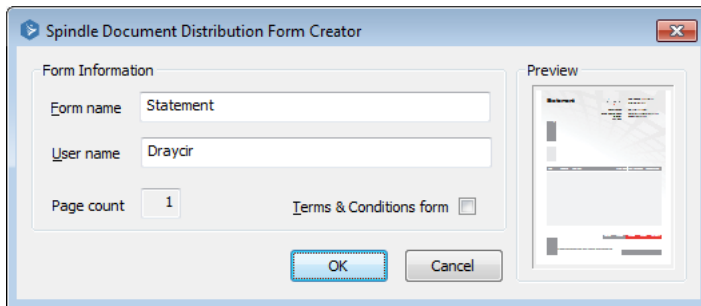 Spindle Document Distribution Form Creator
Form Information
Form name Statement
User name Draycir
Page count 1 Terms & Conditions form
OK Cancel
Preview
Statement